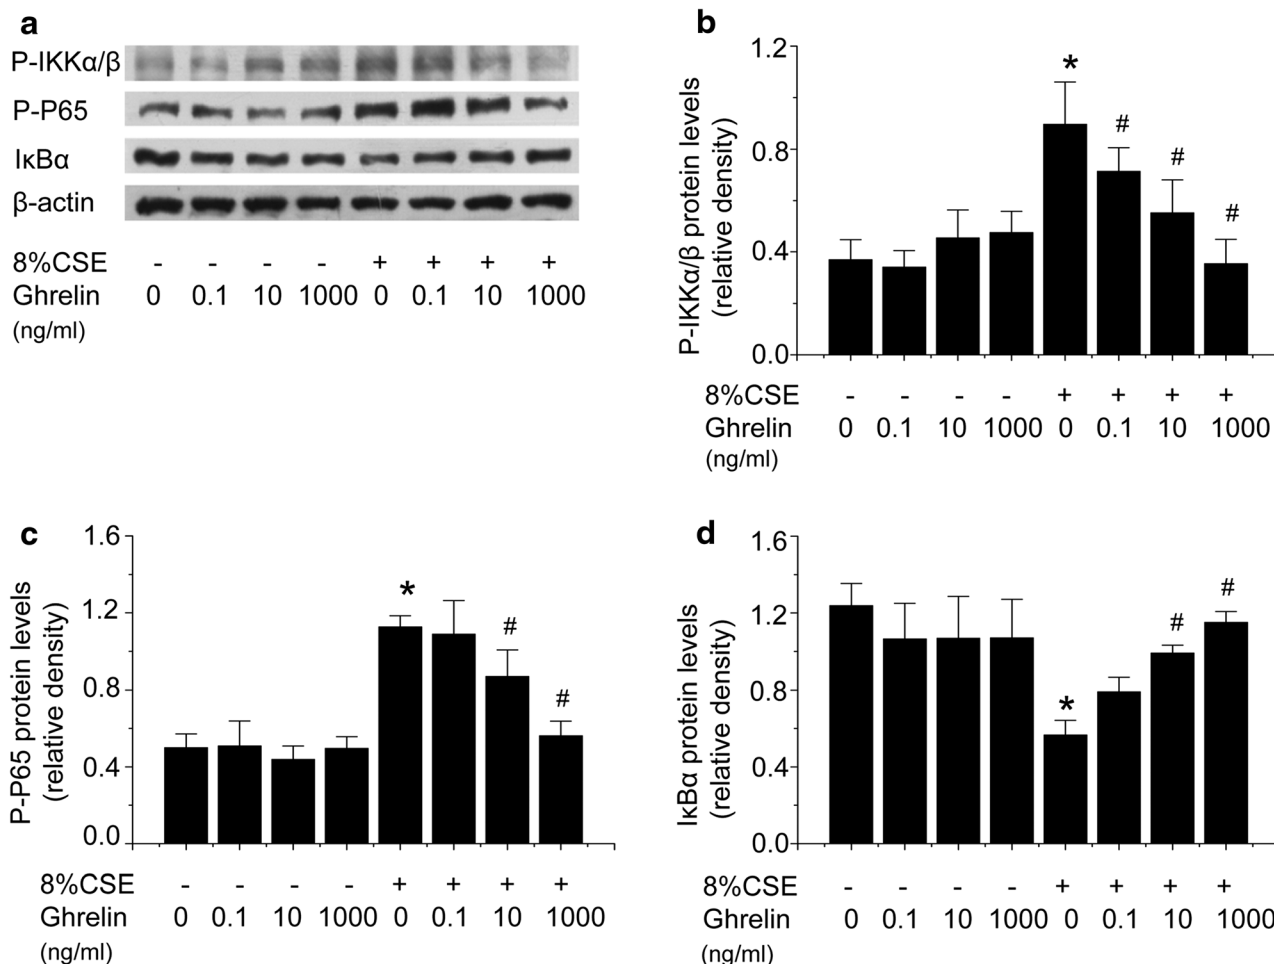 a
P-IKKα/β
P-P65
IκBα
β-actin
8%CSE - - - - + + + +
Ghrelin 0 0.1 10 1000 0 0.1 10 1000
(ng/ml)
b
P-IKKα/β protein levels
(relative density)
1.2
0.8
0.4
0.0
*
#
#
#
8%CSE - - - - + + + +
Ghrelin 0 0.1 10 1000 0 0.1 10 1000
(ng/ml)
c
P-P65 protein levels
(relative density)
1.6
1.2
0.8
0.4
0.0
*
#
#
8%CSE - - - - + + + +
Ghrelin 0 0.1 10 1000 0 0.1 10 1000
(ng/ml)
d
IκBα protein levels
(relative density)
1.6
1.2
0.8
0.4
0.0
*
#
#
8%CSE - - - - + + + +
Ghrelin 0 0.1 10 1000 0 0.1 10 1000
(ng/ml)